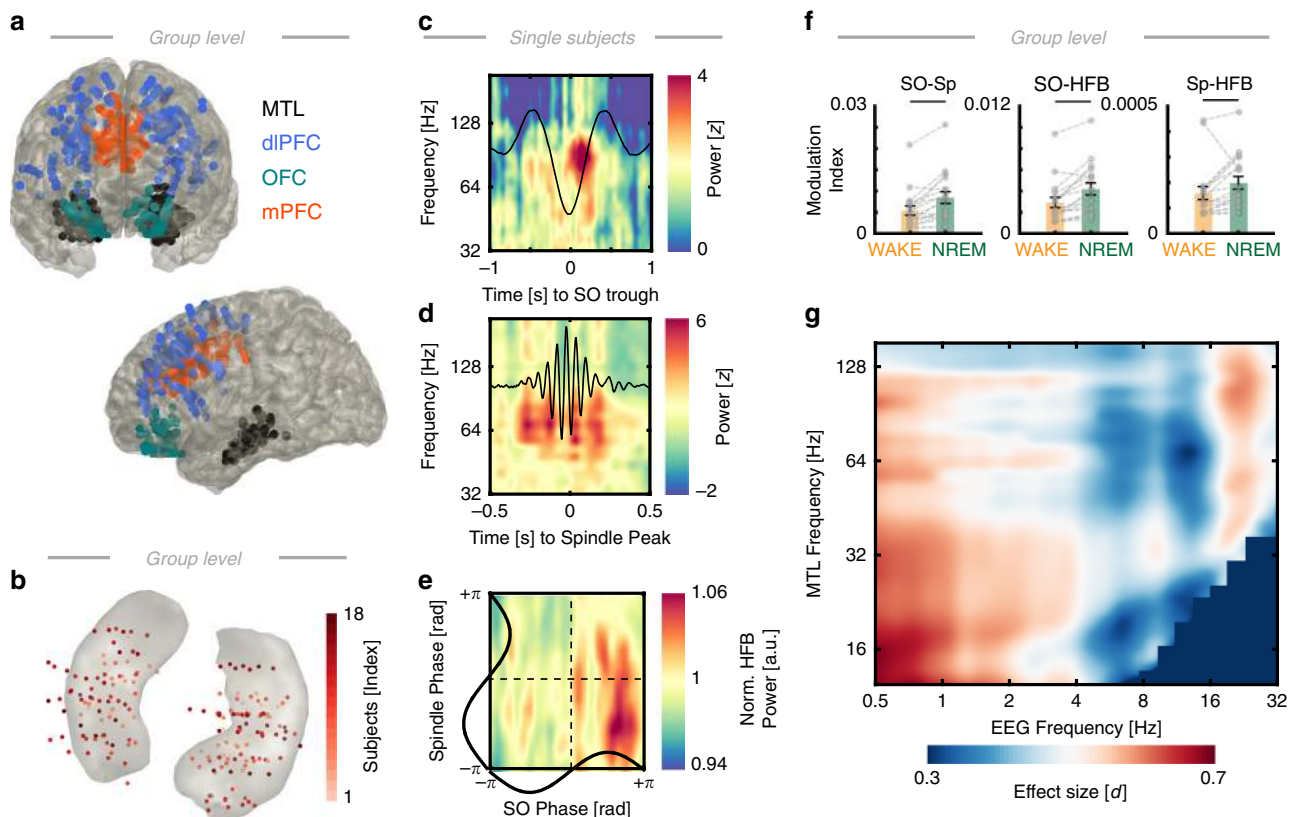 a
Group level
MTL
dlPFC
OFC
mPFC
b
Group level
18
Subjects [Index]
1
c
Single subjects
128
64
32
Frequency [Hz]
4
Power [z]
0
–1 0 1
Time [s] to SO trough
d
128
64
32
Frequency [Hz]
6
Power [z]
–2
–0.5 0 0.5
Time [s] to Spindle Peak
e
+π
Spindle Phase [rad]
–π
–π +π
SO Phase [rad]
1.06
1
0.94
Norm. HFB
Power [a.u.]
f
Group level
SO-Sp SO-HFB Sp-HFB
0.03 0.012 0.0005
Modulation
Index
0 0 0
WAKE NREM WAKE NREM WAKE NREM
g
128
64
32
16
MTL Frequency [Hz]
0.5 1 2 4 8 16 32
EEG Frequency [Hz]
0.3 0.7
Effect size [d]